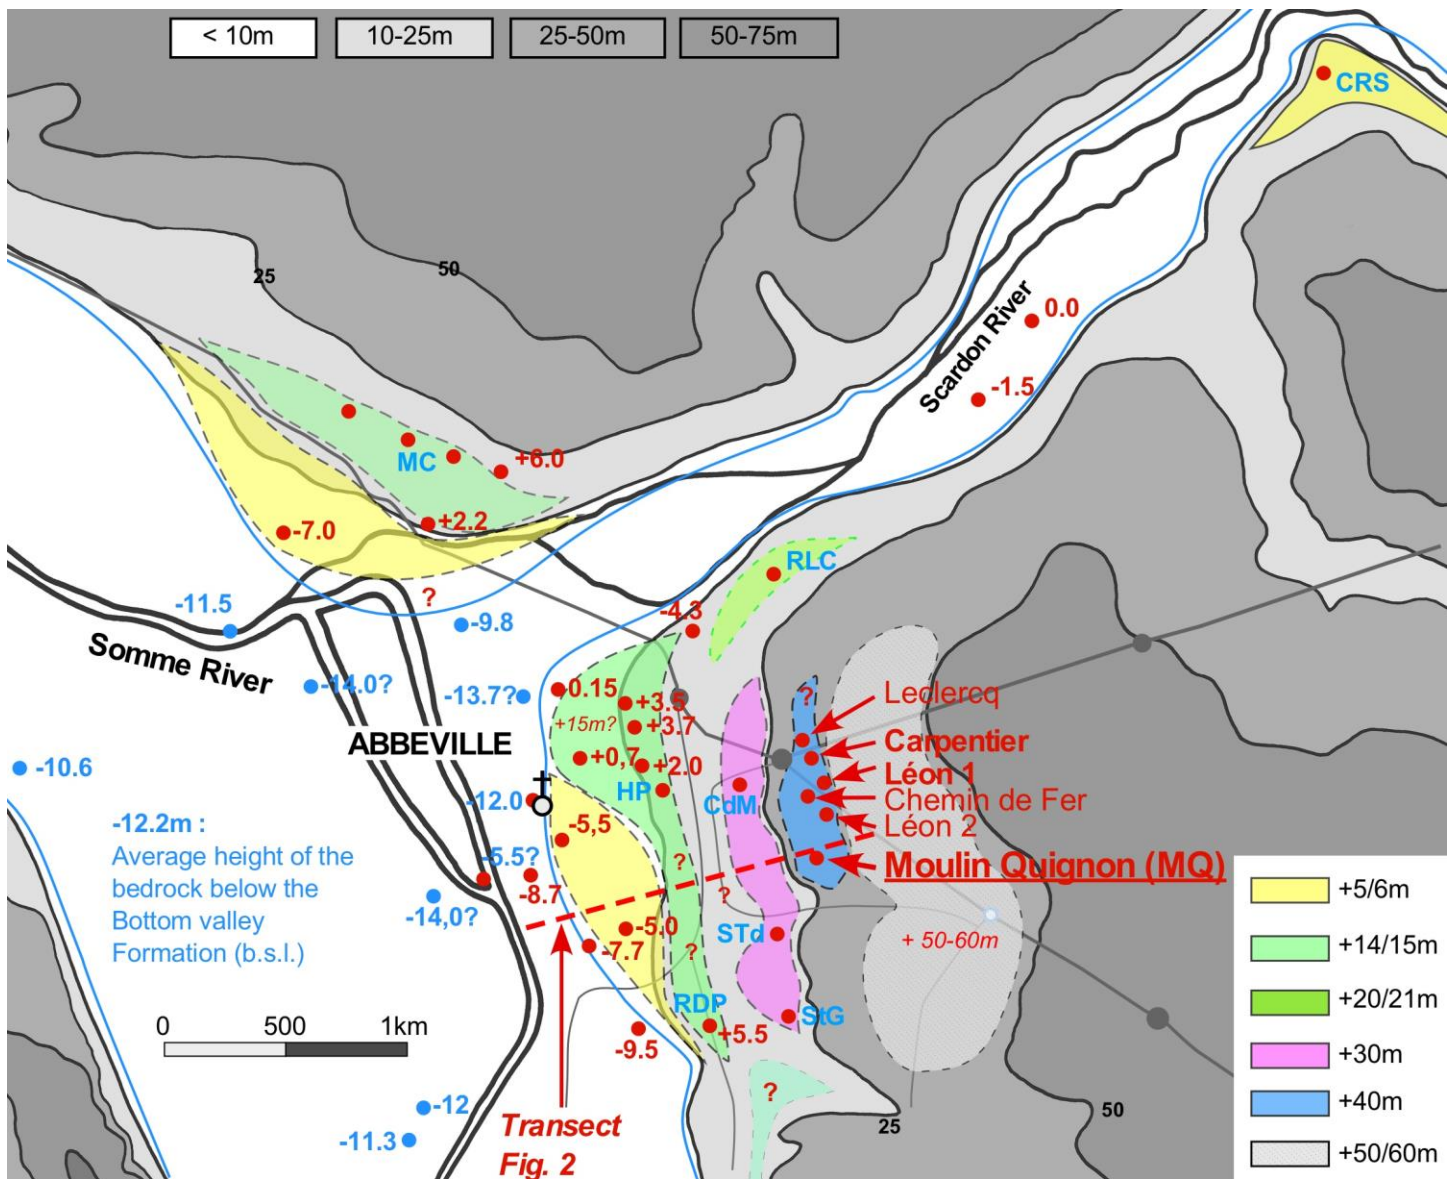 < 10m
10-25m
25-50m
50-75m
CRS
25
50
Scardon River
0.0
-1.5
MC
+6.0
+2.2
-7.0
?
RLC
-11.5
-9.8
-4.3
Somme River
-14.0?
-13.7?
-0.15
+3.5
+15m?
+3.7
ABBEVILLE
+0,7
+2.0
HP
CdM
?
Leclercq
Carpentier
Léon 1
Chemin de Fer
Léon 2
Moulin Quignon (MQ)
-10.6
-12.0
-5,5
-5.5?
-8.7
-14,0?
?
?
-12.2m :
Average height of the
bedrock below the
Bottom valley
Formation (b.s.l.)
-5.0
-7.7
?
STd
+ 50-60m
RDP
+5.5
StG
-9.5
0
500
1km
?
-12
-11.3
Transect
Fig. 2
25
50
+5/6m
+14/15m
+20/21m
+30m
+40m
+50/60m